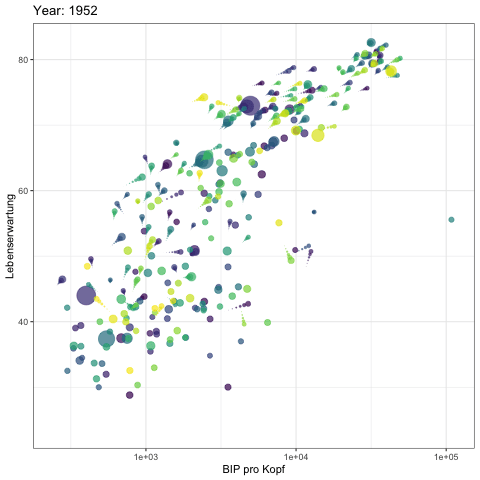 Year: 1952
Lebenserwartung
80
60
40
1e+03
1e+04
1e+05
BIP pro Kopf